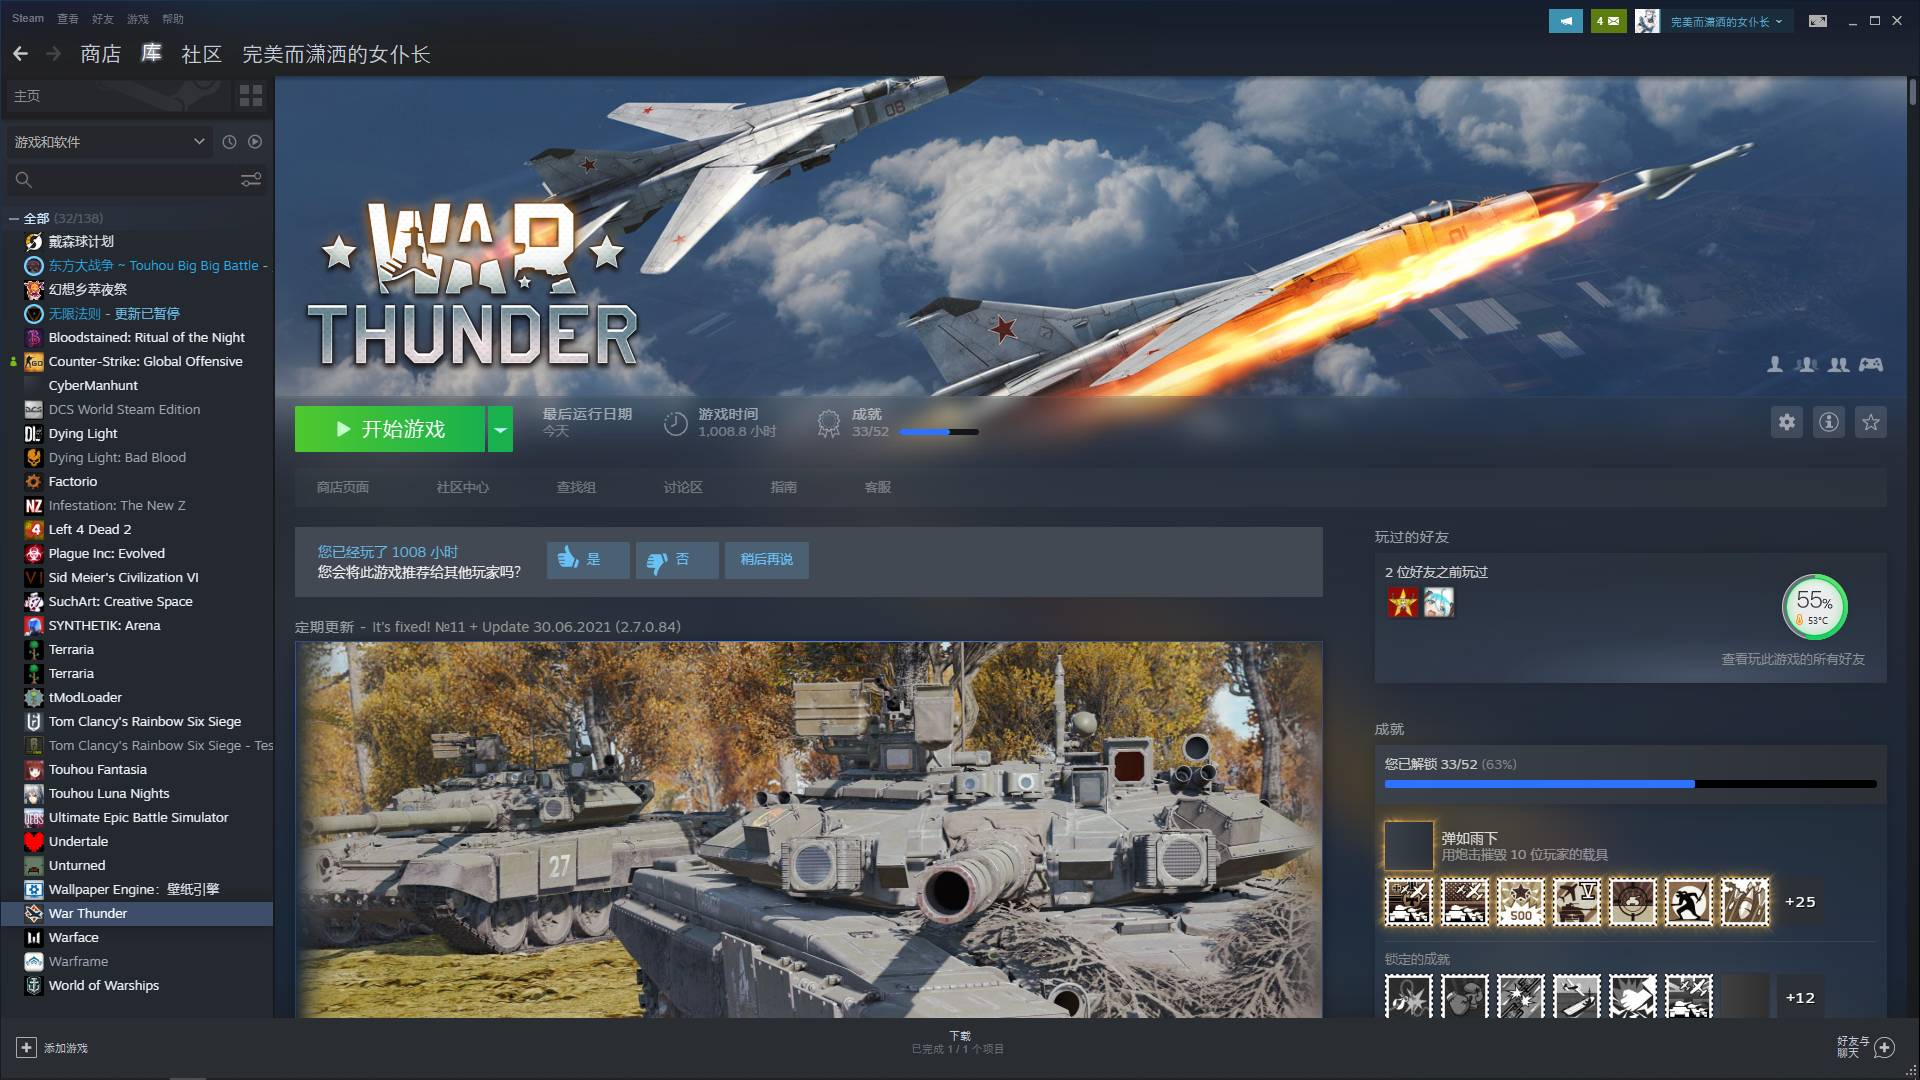 Steam 查看 好友 游戏 帮助
4
完美而潇洒的女仆长
商店 库 社区 完美而潇洒的女仆长
主页
游戏和软件
全部 (32/138)
戴森球计划
东方大战争 ~ Touhou Big Big Battle -
幻想乡萃夜祭
无限法则 - 更新已暂停
Bloodstained: Ritual of the Night
Counter-Strike: Global Offensive
CyberManhunt
DCS World Steam Edition
Dying Light
Dying Light: Bad Blood
Factorio
Infestation: The New Z
Left 4 Dead 2
Plague Inc: Evolved
Sid Meier's Civilization VI
SuchArt: Creative Space
SYNTHETIK: Arena
Terraria
Terraria
tModLoader
Tom Clancy's Rainbow Six Siege
Tom Clancy's Rainbow Six Siege - Tes
Touhou Fantasia
Touhou Luna Nights
Ultimate Epic Battle Simulator
Undertale
Unturned
Wallpaper Engine：壁纸引擎
War Thunder
Warface
Warframe
World of Warships
添加游戏
08
01
WAR
THUNDER
开始游戏
最后运行日期
今天
游戏时间
1,008.8 小时
成就
33/52
商店页面 社区中心 查找组 讨论区 指南 客服
您已经玩了 1008 小时
您会将此游戏推荐给其他玩家吗?
是 否 稍后再说
定期更新 - It's fixed! №11 + Update 30.06.2021 (2.7.0.84)
27
玩过的好友
2 位好友之前玩过
55%
53°C
查看玩此游戏的所有好友
成就
您已解锁 33/52 (63%)
弹如雨下
用炮击摧毁 10 位玩家的载具
500
V
+25
锁定的成就
+12
下载
已完成 1 / 1 个项目
好友与
聊天